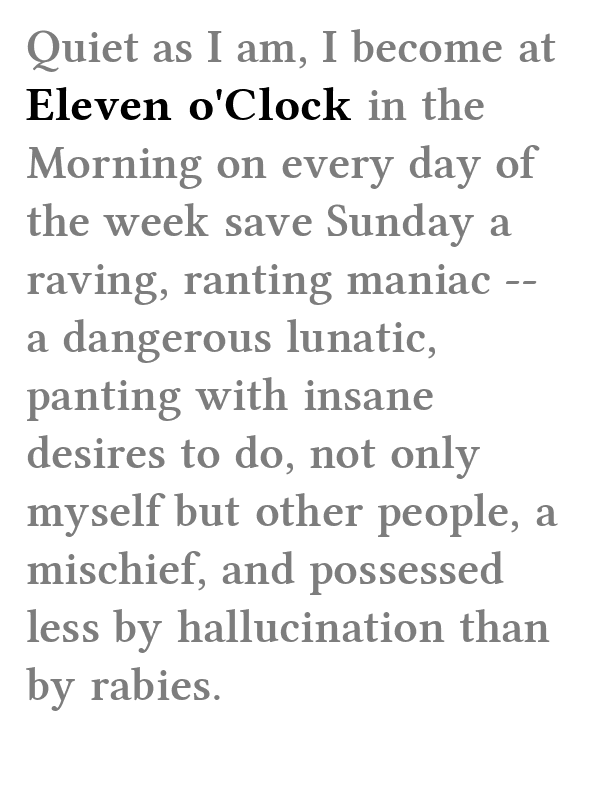 Quiet as I am, I become at
Eleven o'Clock in the
Morning on every day of
the week save Sunday a
raving, ranting maniac --
a dangerous lunatic,
panting with insane
desires to do, not only
myself but other people, a
mischief, and possessed
less by hallucination than
by rabies.